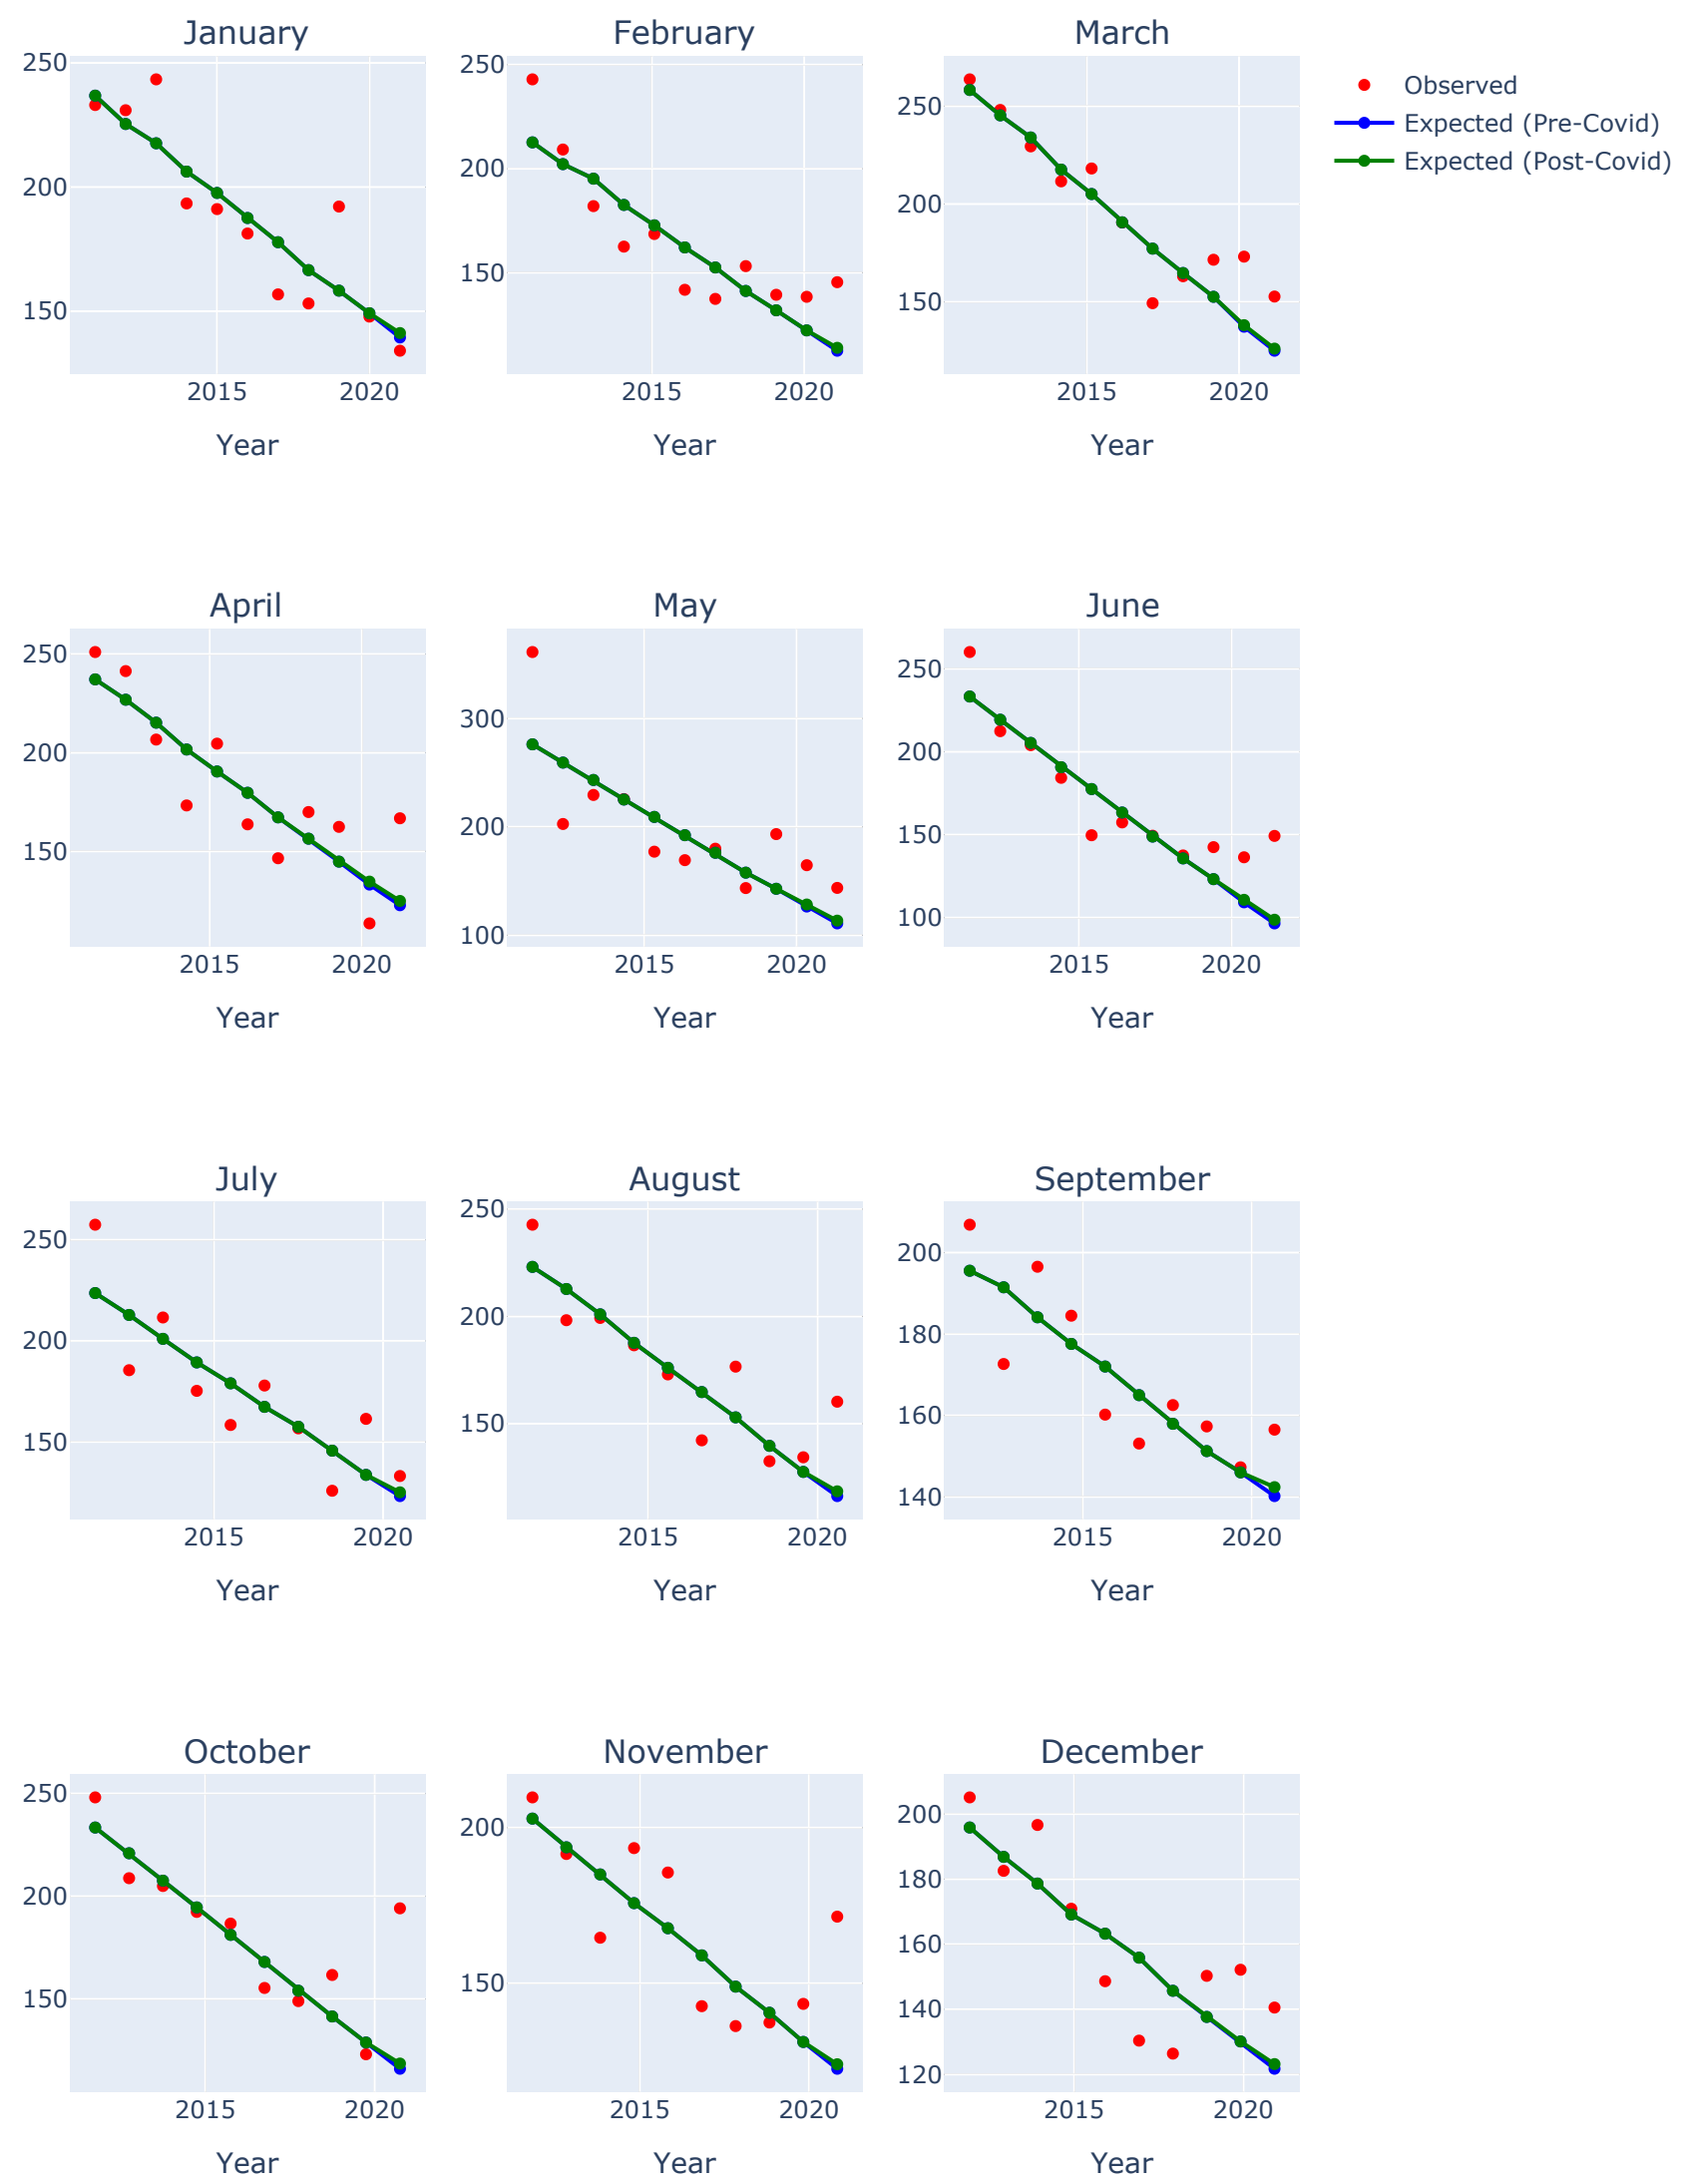 January
250
200
150
2015 2020
Year
February
250
200
150
2015 2020
Year
March
250
200
150
2015 2020
Year
Observed
Expected (Pre-Covid)
Expected (Post-Covid)
April
250
200
150
2015 2020
Year
May
300
200
100
2015 2020
Year
June
250
200
150
100
2015 2020
Year
July
250
200
150
2015 2020
Year
August
250
200
150
2015 2020
Year
September
200
180
160
140
2015 2020
Year
October
250
200
150
2015 2020
Year
November
200
150
2015 2020
Year
December
200
180
160
140
120
2015 2020
Year